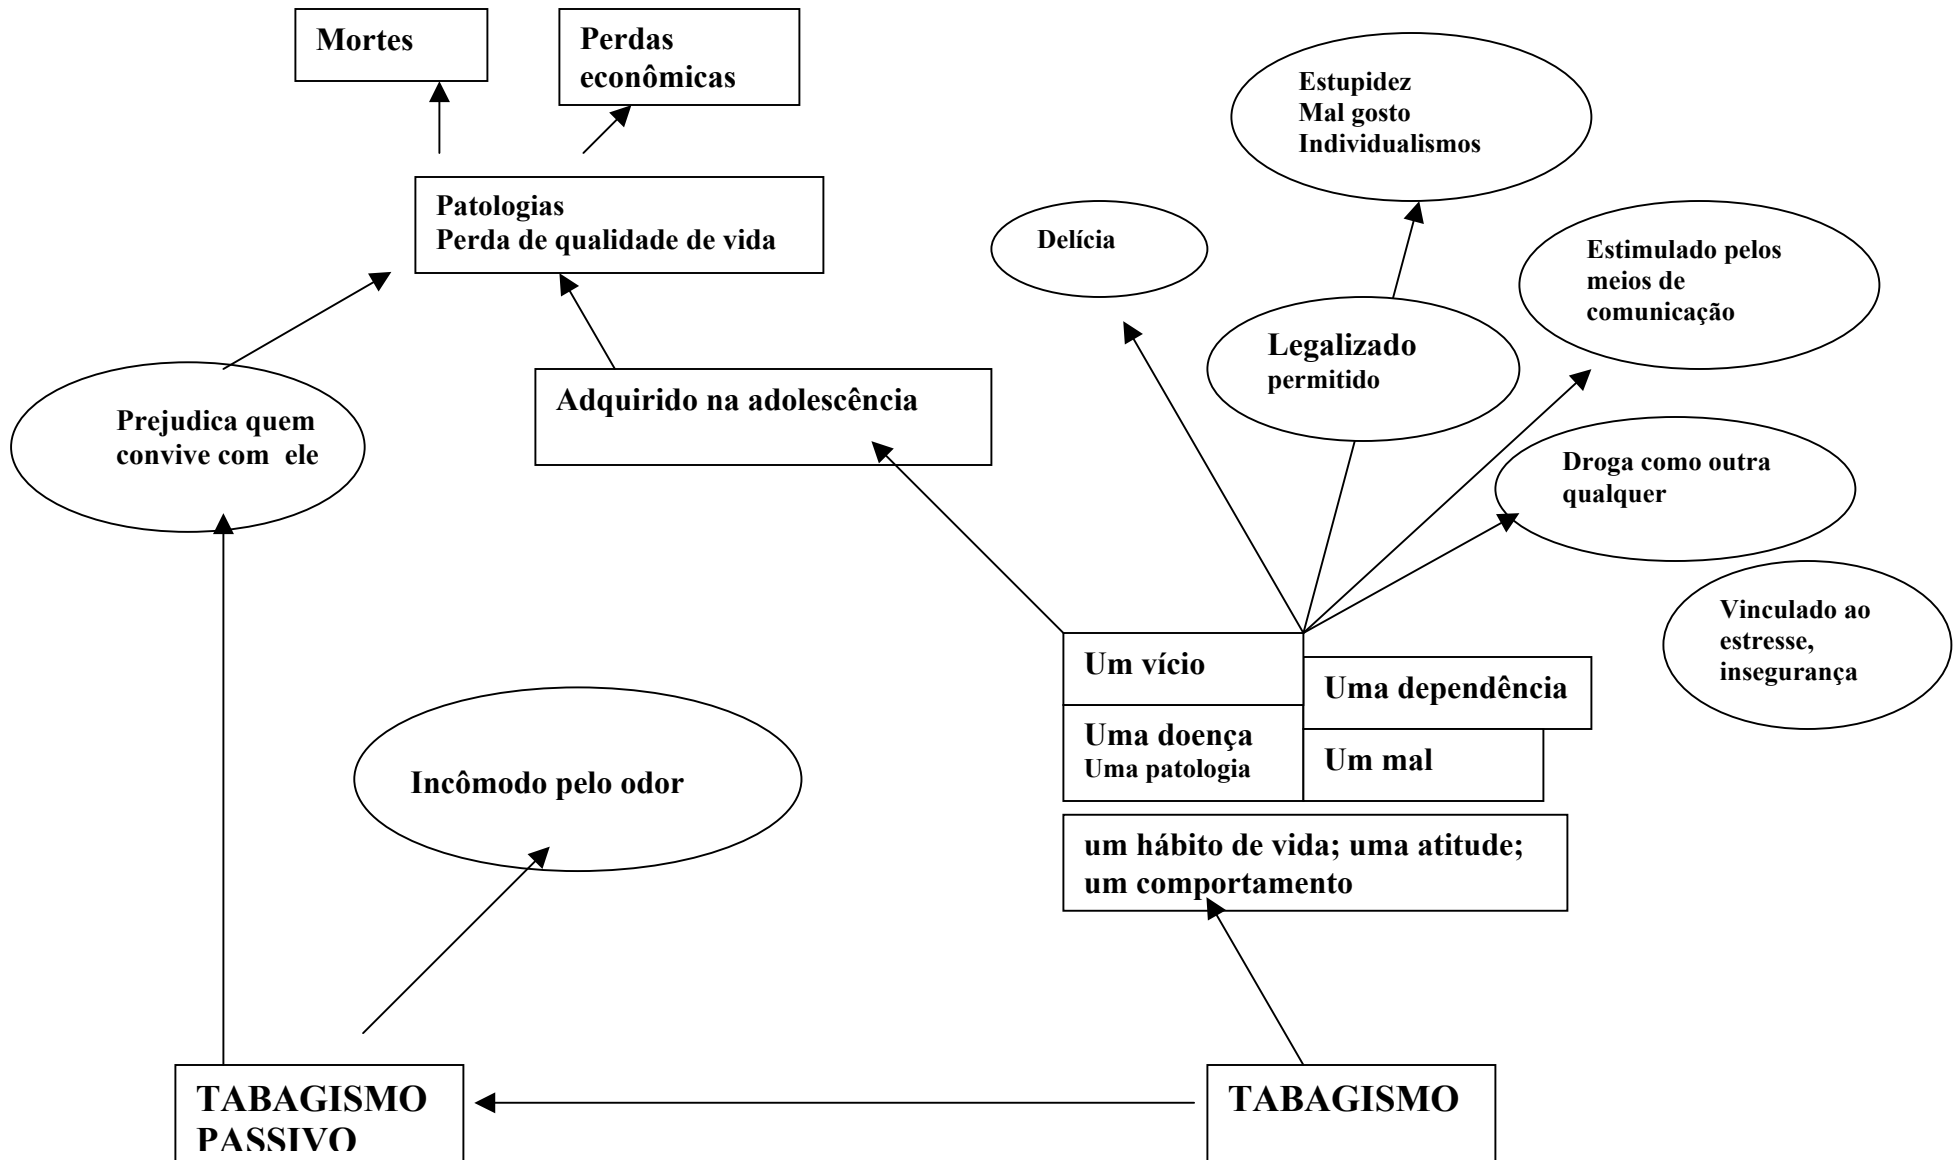 Mortes
Perdas
econômicas
Estupidez
Mal gosto
Individualismos
Patologias
Perda de qualidade de vida
Delícia
Estimulado pelos
meios de
comunicação
Legalizado
permitido
Adquirido na adolescência
Prejudica quem
convive com ele
Droga como outra
qualquer
Vinculado ao
estresse,
insegurança
Um vício
Uma dependência
Uma doença
Uma patologia
Um mal
Incômodo pelo odor
um hábito de vida; uma atitude;
um comportamento
TABAGISMO
PASSIVO
TABAGISMO